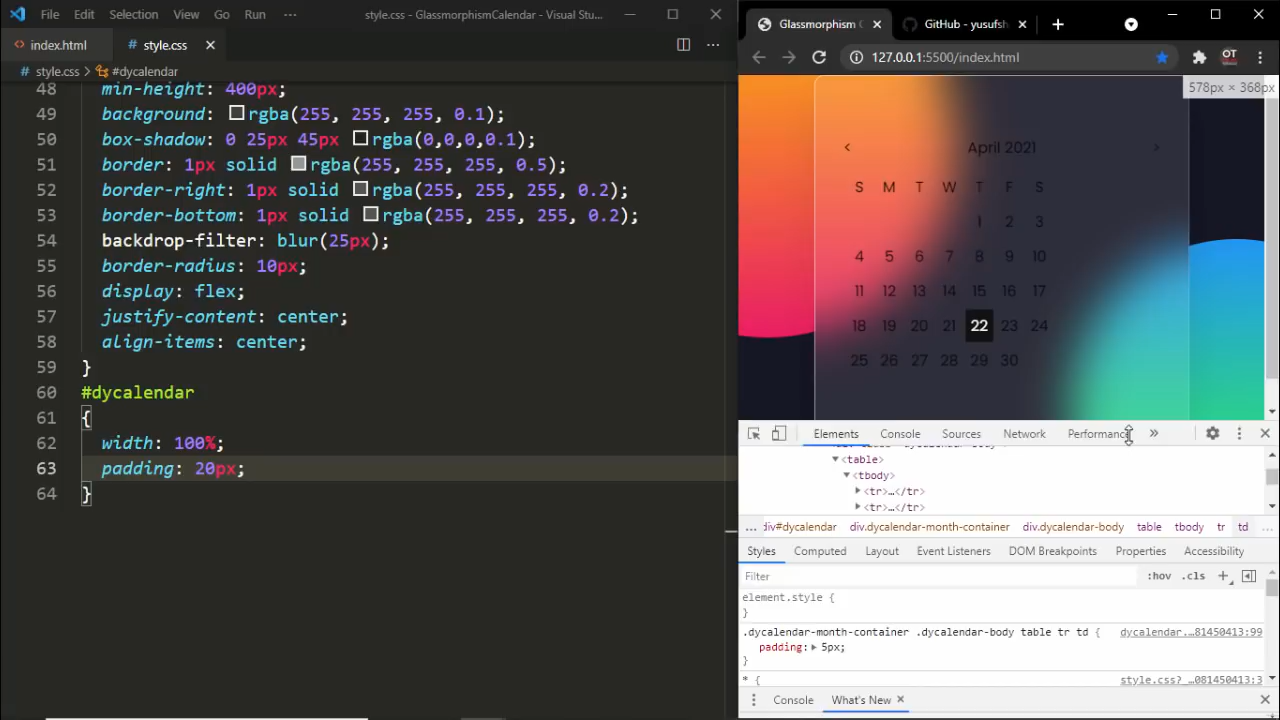 File Edit Selection View Go Run ··· style.css - GlassmorphismCalendar - Visual Stu...
index.html style.css
style.css > #dycalendar
48 min-height: 400px;
49 background: rgba(255, 255, 255, 0.1);
50 box-shadow: 0 25px 45px rgba(0,0,0,0.1);
51 border: 1px solid rgba(255, 255, 255, 0.5);
52 border-right: 1px solid rgba(255, 255, 255, 0.2);
53 border-bottom: 1px solid rgba(255, 255, 255, 0.2);
54 backdrop-filter: blur(25px);
55 border-radius: 10px;
56 display: flex;
57 justify-content: center;
58 align-items: center;
59 }
60 #dycalendar
61 {
62 width: 100%;
63 padding: 20px;
64 }
Glassmorphism C GitHub - yusufsh
127.0.0.1:5500/index.html OT
578px × 368px
< April 2021 >
S M T W T F S
1 2 3
4 5 6 7 8 9 10
11 12 13 14 15 16 17
18 19 20 21 22 23 24
25 26 27 28 29 30
Elements Console Sources Network Performance »
<table>
<tbody>
<tr>…</tr>
<tr>…</tr>
... div#dycalendar div.dycalendar-month-container div.dycalendar-body table tbody tr td ...
Styles Computed Layout Event Listeners DOM Breakpoints Properties Accessibility
Filter :hov .cls +
element.style {
}
.dycalendar-month-container .dycalendar-body table tr td { dycalendar.…81450413:99
padding: 5px;
}
* { style.css?_…081450413:3
Console What's New